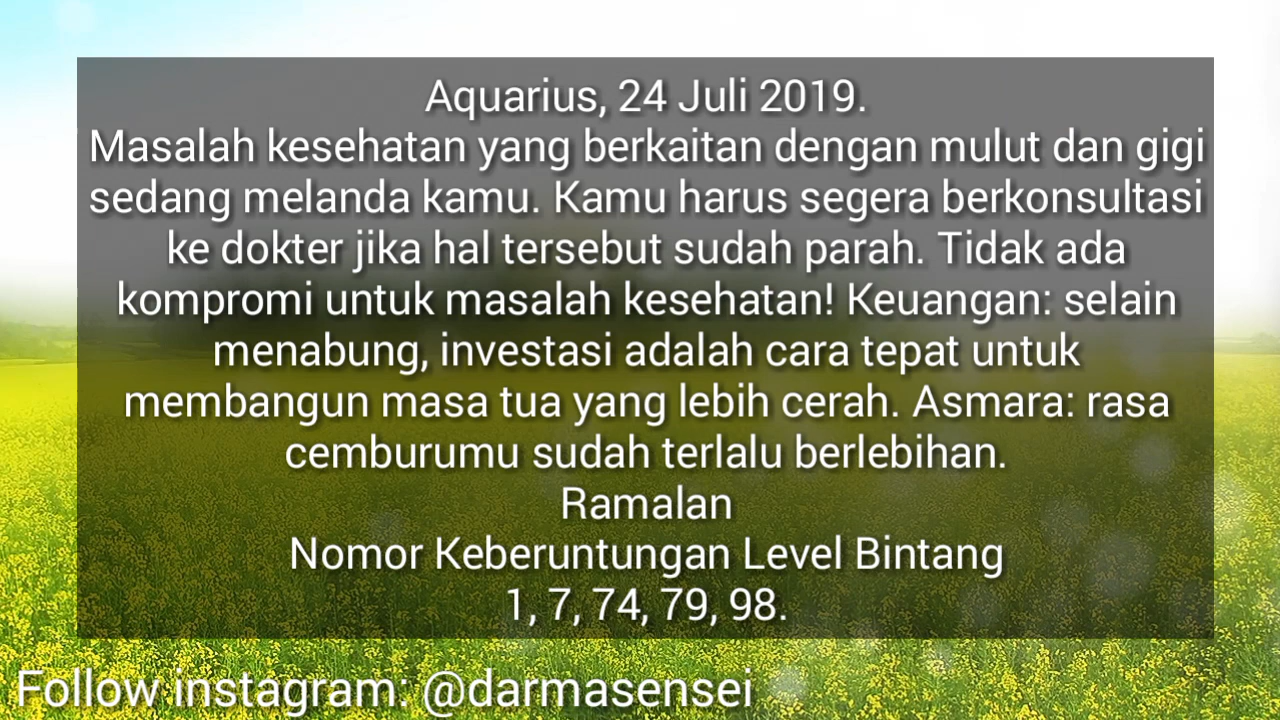 Aquarius, 24 Juli 2019.
Masalah kesehatan yang berkaitan dengan mulut dan gigi
sedang melanda kamu. Kamu harus segera berkonsultasi
ke dokter jika hal tersebut sudah parah. Tidak ada
kompromi untuk masalah kesehatan! Keuangan: selain
menabung, investasi adalah cara tepat untuk
membangun masa tua yang lebih cerah. Asmara: rasa
cemburumu sudah terlalu berlebihan.
Ramalan
Nomor Keberuntungan Level Bintang
1, 7, 74, 79, 98.
Follow instagram: @darmasensei